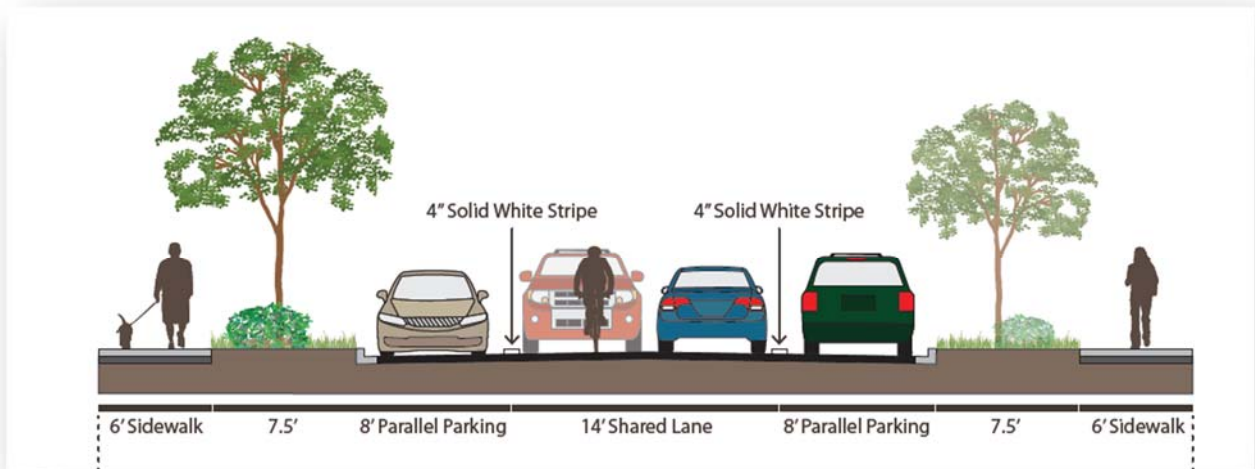 4” Solid White Stripe
4” Solid White Stripe
6’ Sidewalk
7.5’
8’ Parallel Parking
14’ Shared Lane
8’ Parallel Parking
7.5’
6’ Sidewalk